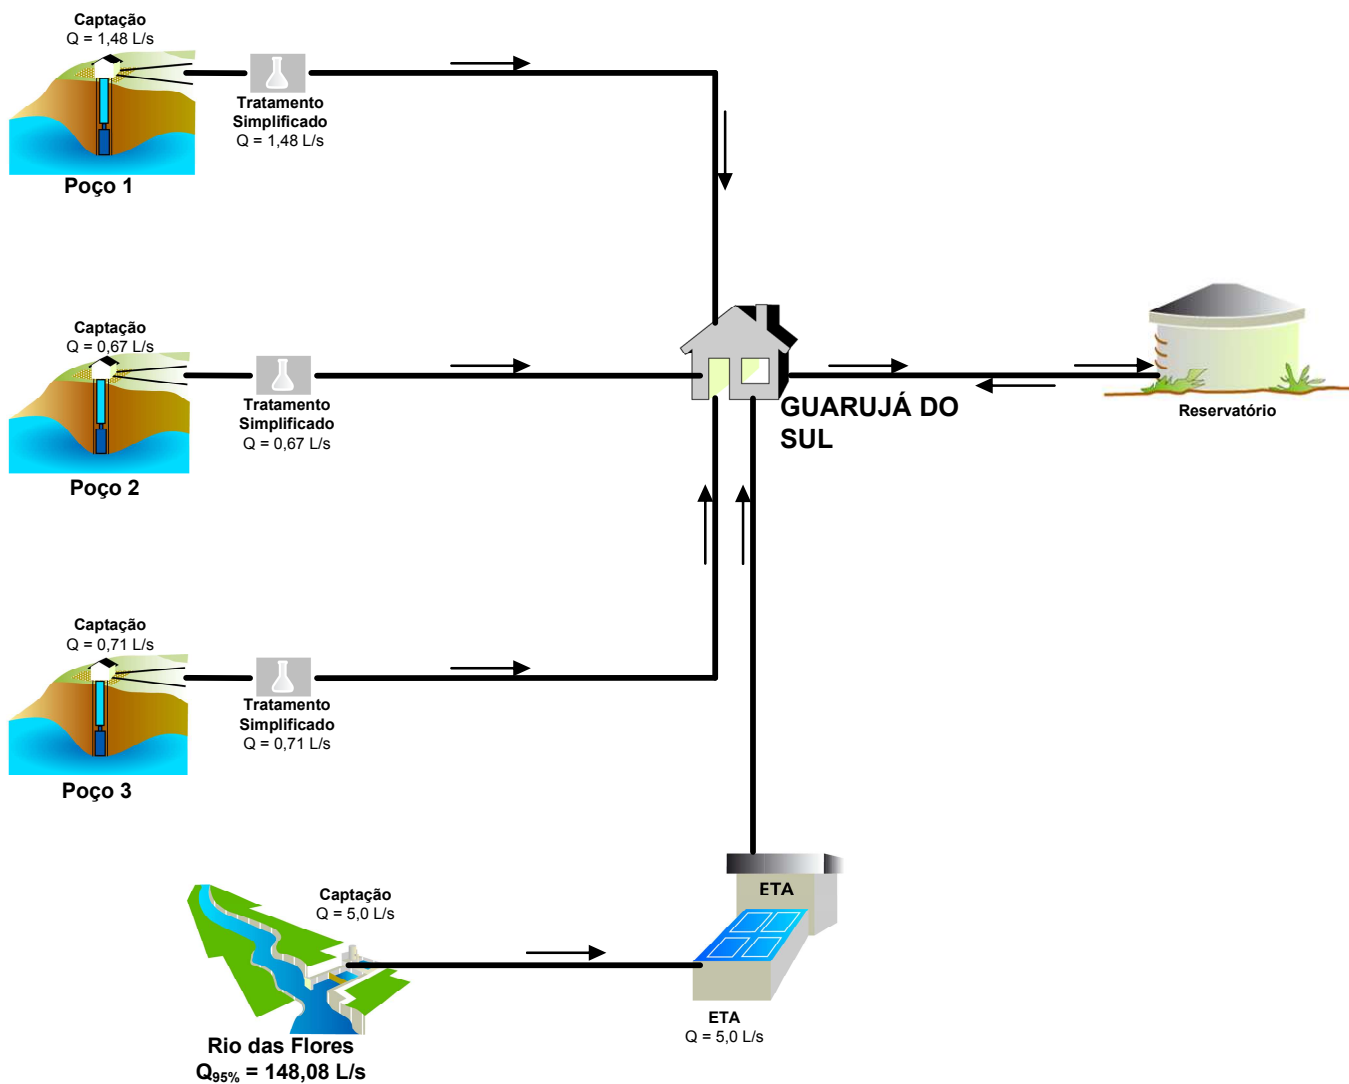 Captação
Q = 1,48 L/s
Tratamento
Simplificado
Q = 1,48 L/s
Poço 1
Captação
Q = 0,67 L/s
Tratamento
Simplificado
Q = 0,67 L/s
Poço 2
GUARUJÁ DO
SUL
Reservatório
Captação
Q = 0,71 L/s
Tratamento
Simplificado
Q = 0,71 L/s
Poço 3
Captação
Q = 5,0 L/s
ETA
ETA
Q = 5,0 L/s
Rio das Flores
Q95% = 148,08 L/s